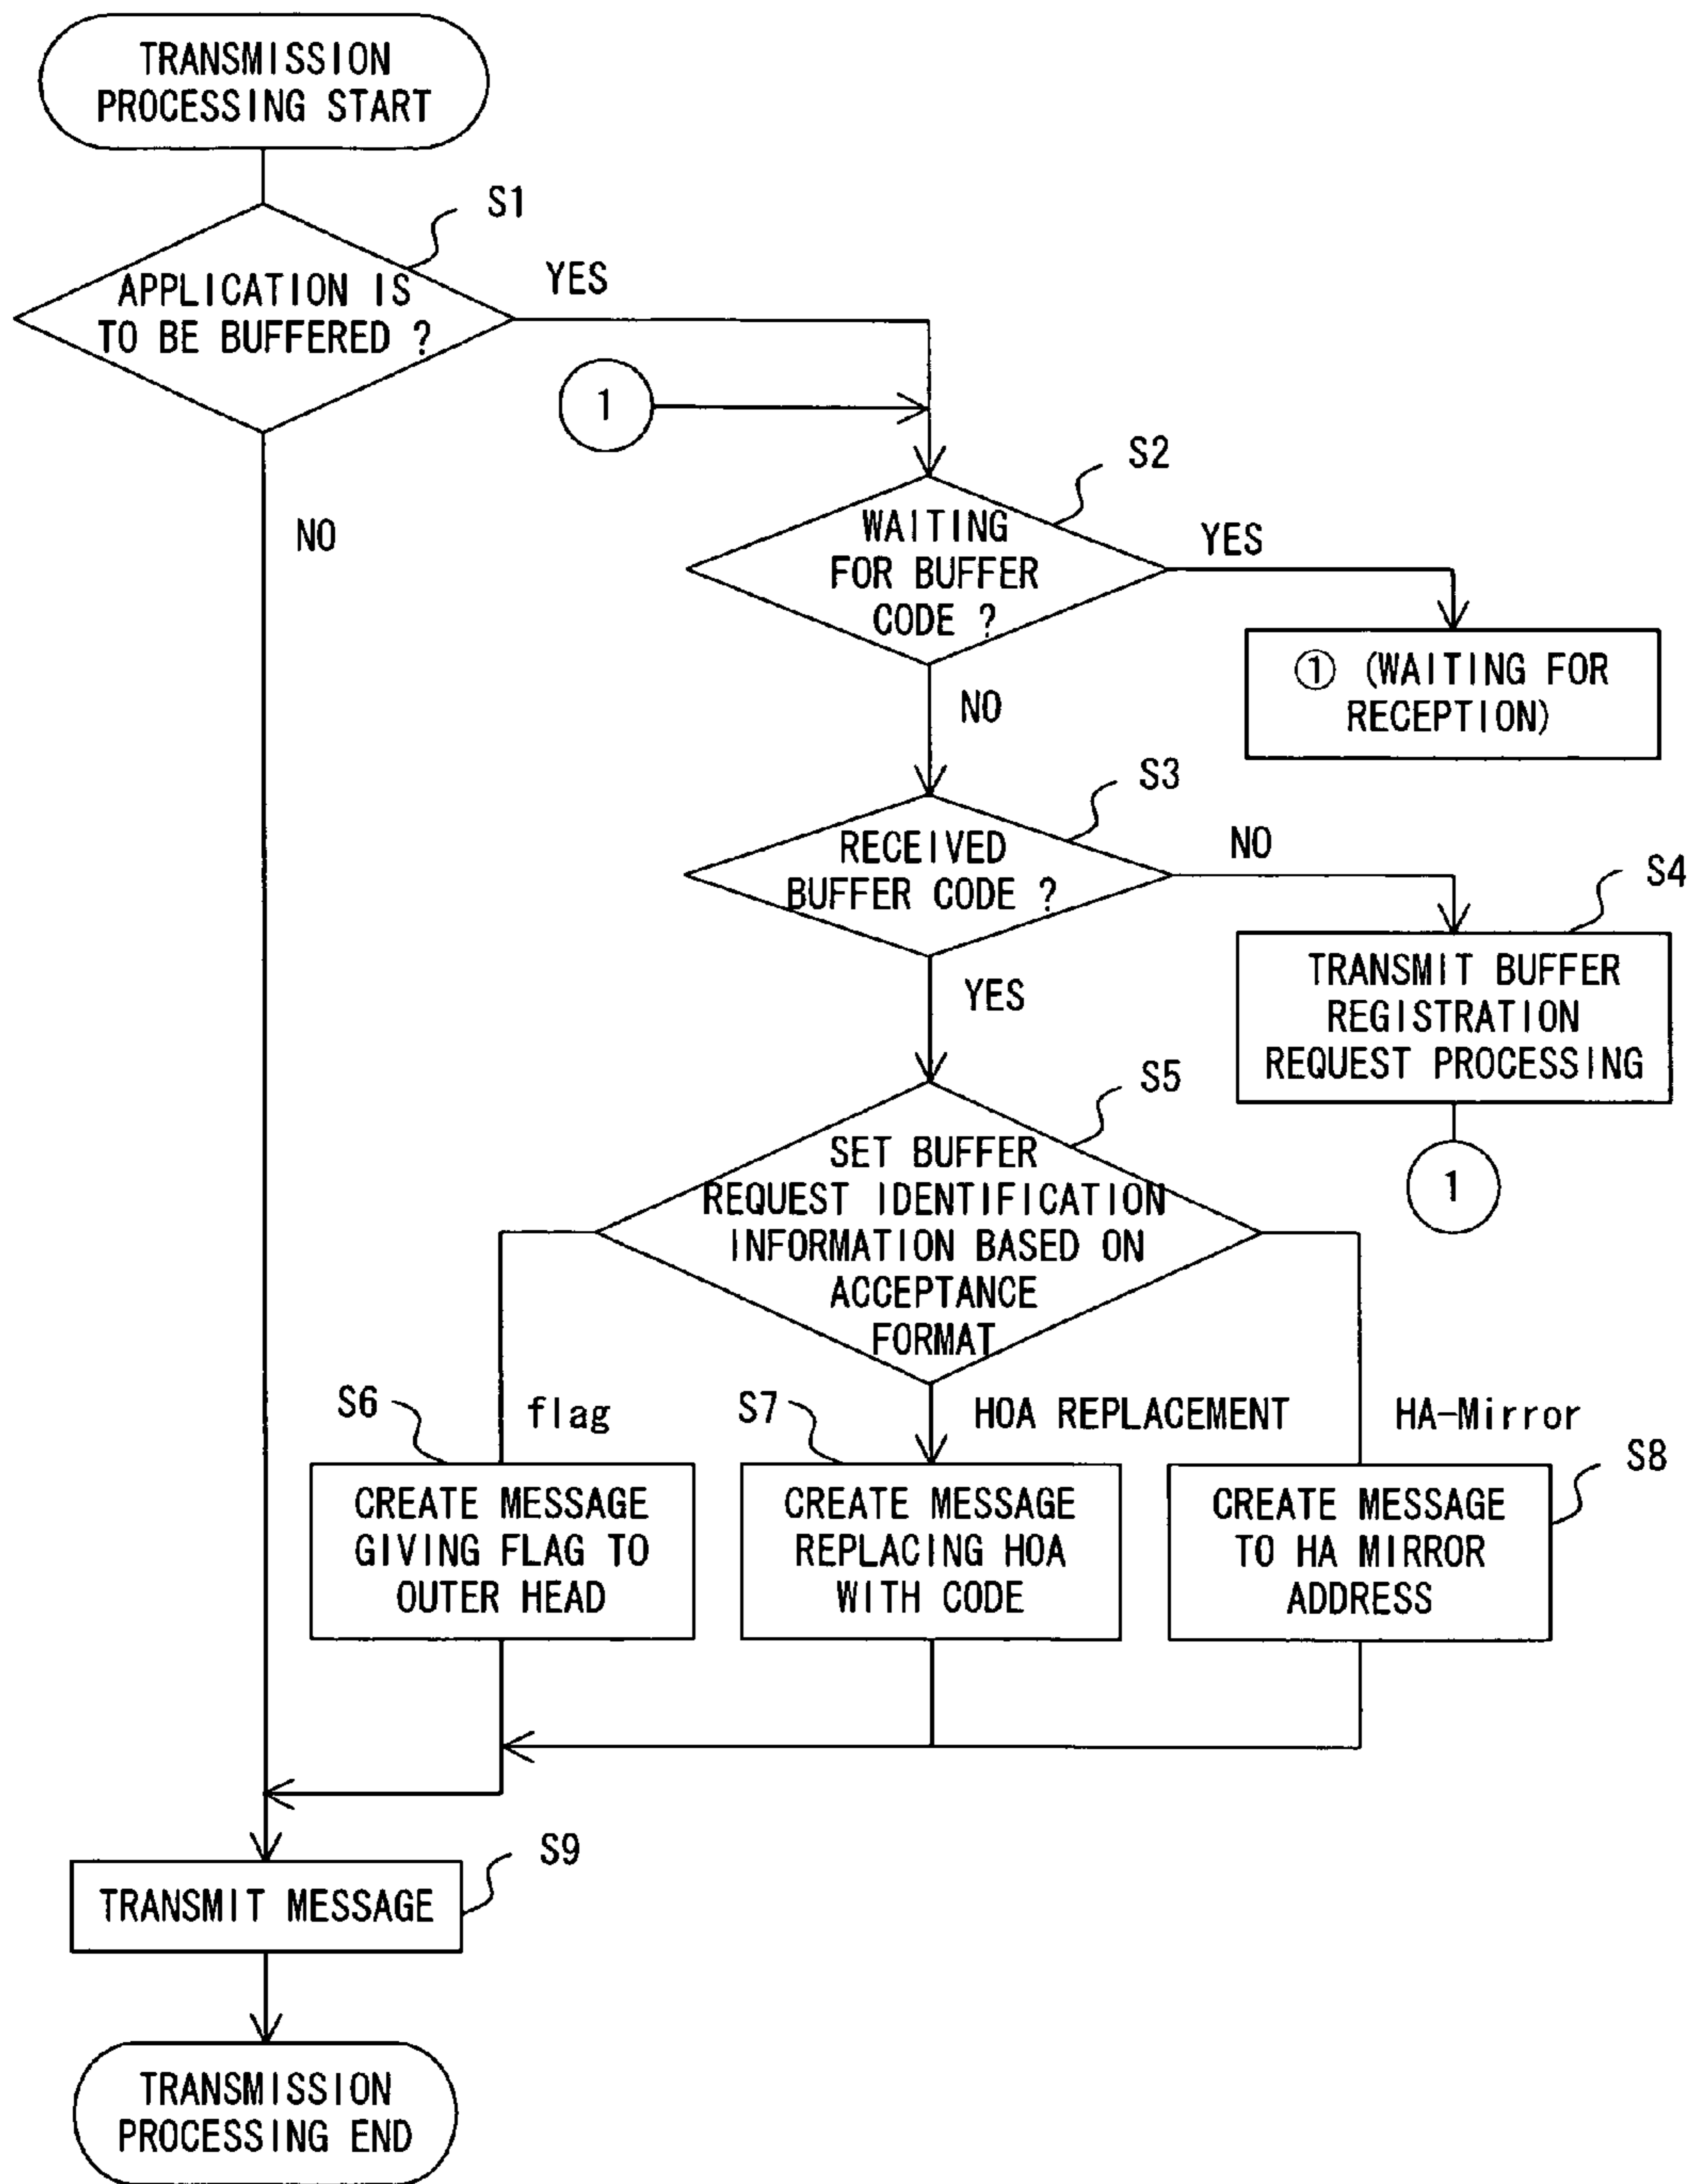 TRANSMISSION
PROCESSING START
S1
APPLICATION IS
TO BE BUFFERED ?
YES
1
NO
S2
WAITING
FOR BUFFER
CODE ?
YES
① (WAITING FOR
RECEPTION)
NO
S3
RECEIVED
BUFFER CODE ?
NO
S4
TRANSMIT BUFFER
REGISTRATION
REQUEST PROCESSING
1
YES
S5
SET BUFFER
REQUEST IDENTIFICATION
INFORMATION BASED ON
ACCEPTANCE
FORMAT
S6
flag
S7
HOA REPLACEMENT
HA-Mirror
S8
CREATE MESSAGE
GIVING FLAG TO
OUTER HEAD
CREATE MESSAGE
REPLACING HOA
WITH CODE
CREATE MESSAGE
TO HA MIRROR
ADDRESS
S9
TRANSMIT MESSAGE
TRANSMISSION
PROCESSING END